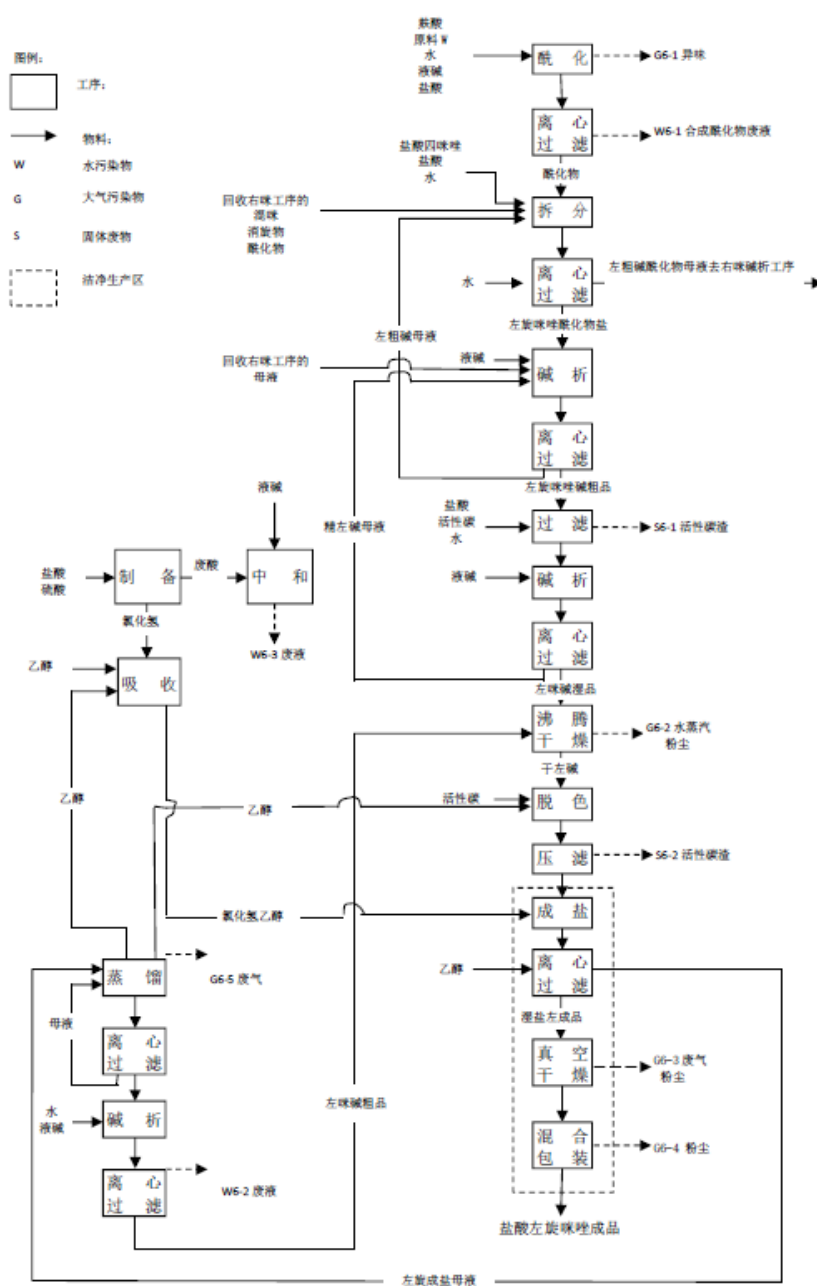 图例：
工序：
物料：
W
水污染物
G
大气污染物
S
固体废物
洁净生产区
原料 W
水
液碱
盐酸
酰 化
G6-1 异味
离 心
过 滤
W6-1 合成酰化物废液
酰化物
盐酸四咪唑
盐酸
水
回收右咪工序的
混味
消旋物
酰化物
拆 分
水
离 心
过 滤
左粗碱酰化物母液去右咪碱析工序
左旋咪唑酰化物盐
左粗碱母液
回收右咪工序的
母液
液碱
碱 析
离 心
过 滤
左旋咪唑碱粗品
盐酸
活性碳
水
过 滤
S6-1 活性碳渣
精左碱母液
液碱
碱 析
离 心
过 滤
左咪碱湿品
液碱
盐酸
硫酸
制 备
废酸
中 和
W6-3 废液
氯化氢
乙醇
吸 收
沸 腾
干 燥
G6-2 水蒸汽
粉尘
干左碱
乙醇
乙醇
活性碳
脱 色
压 滤
S6-2 活性碳渣
氯化氢乙醇
成 盐
蒸 馏
G6-5 废气
乙醇
离 心
过 滤
湿盐左成品
母液
离 心
过 滤
真 空
干 燥
G6-3 废气
粉尘
水
液碱
碱 析
左咪碱粗品
混 合
包 装
G6-4 粉尘
离 心
过 滤
W6-2 废液
盐酸左旋咪唑成品
左旋成盐母液